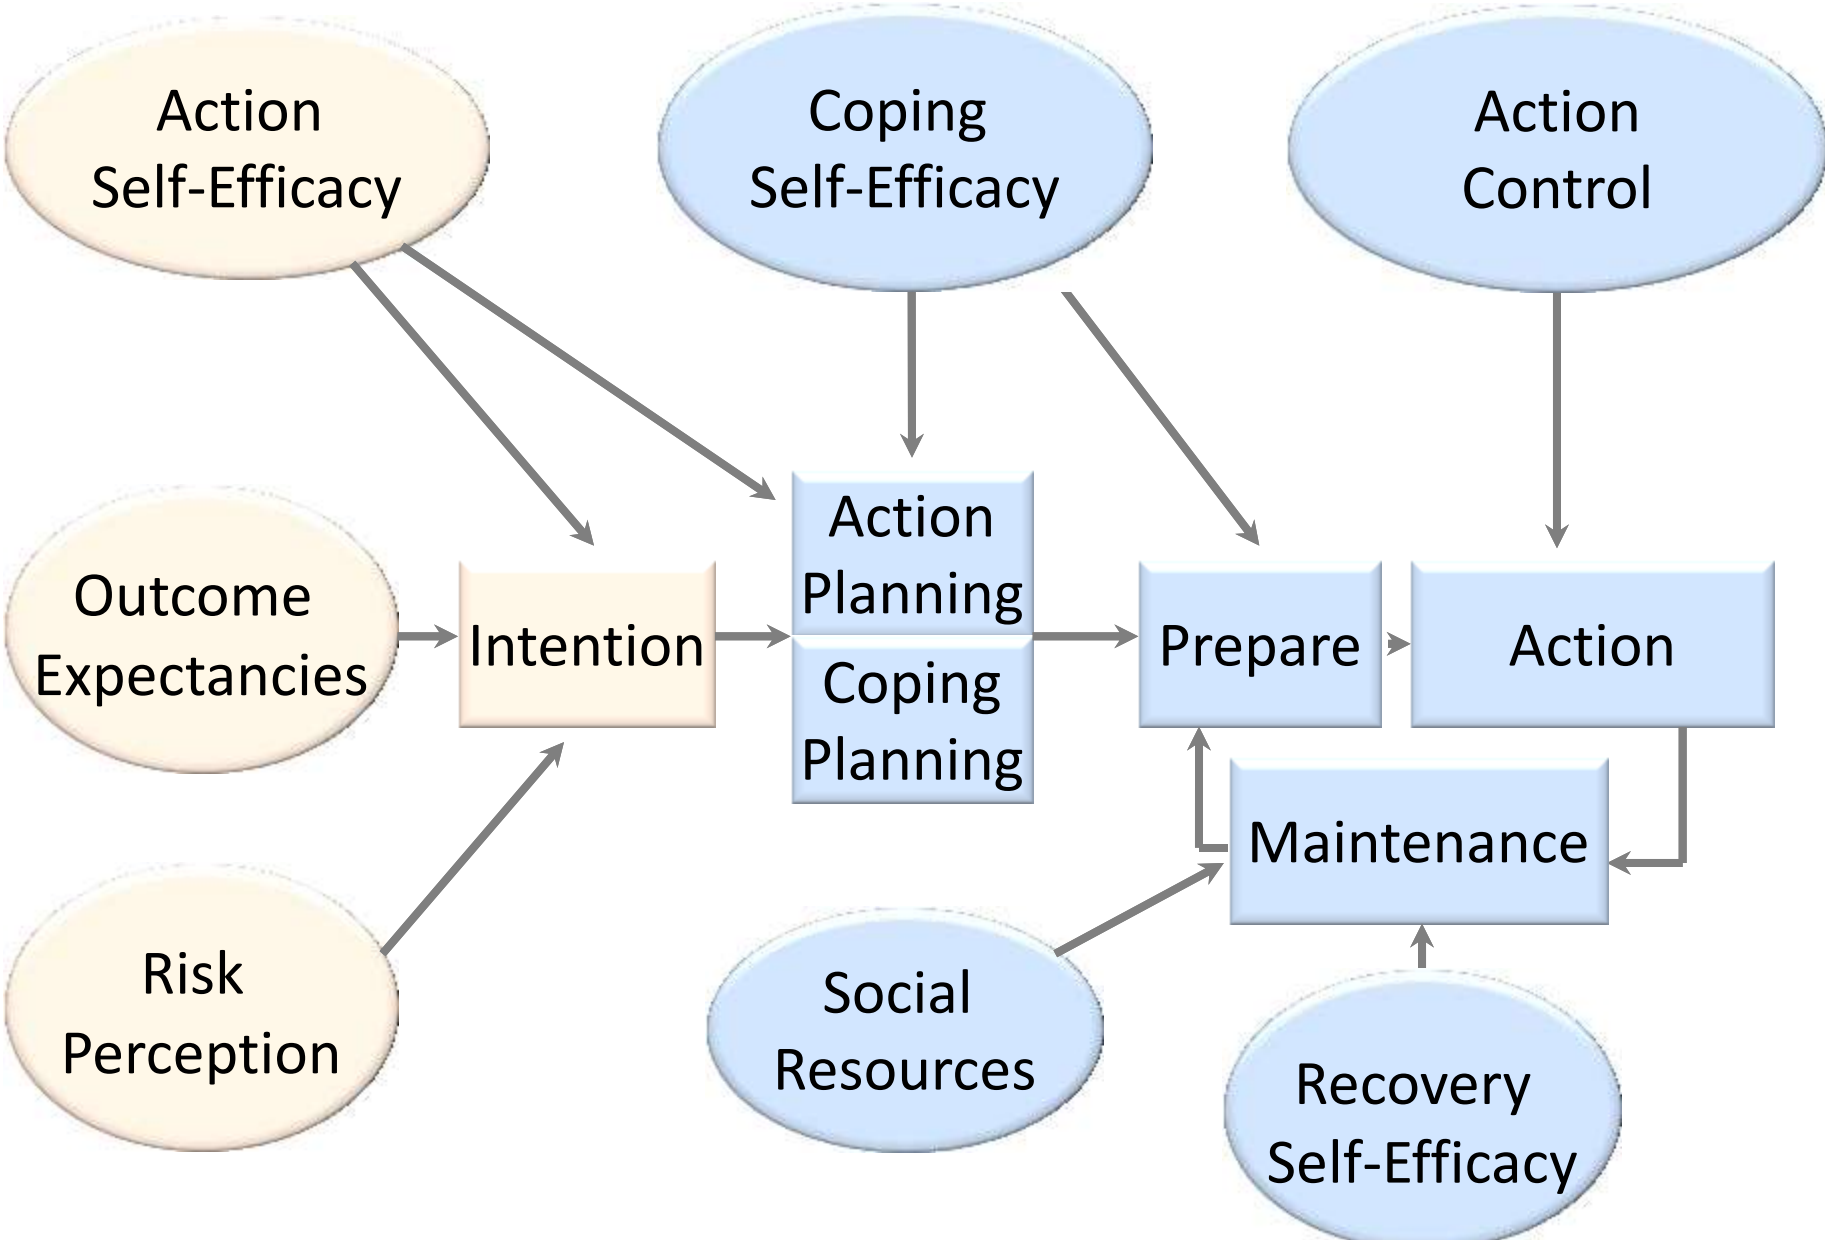 Action
Self-Efficacy
Coping
Self-Efficacy
Action
Control
Outcome
Expectancies
Intention
Action
Planning
Coping
Planning
Prepare
Action
Maintenance
Risk
Perception
Social
Resources
Recovery
Self-Efficacy